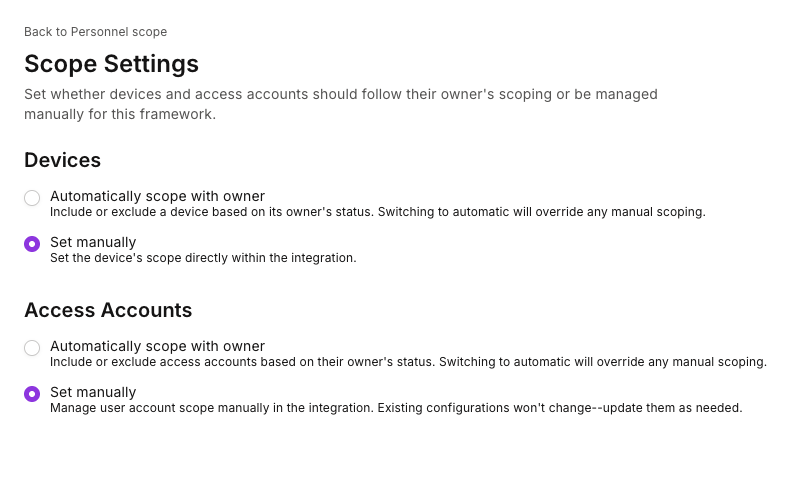 Back to Personnel scope
Scope Settings
Set whether devices and access accounts should follow their owner's scoping or be managed
manually for this framework.
Devices
Automatically scope with owner
Include or exclude a device based on its owner's status. Switching to automatic will override any manual scoping.
Set manually
Set the device's scope directly within the integration.
Access Accounts
Automatically scope with owner
Include or exclude access accounts based on their owner's status. Switching to automatic will override any manual scoping.
Set manually
Manage user account scope manually in the integration. Existing configurations won't change--update them as needed.